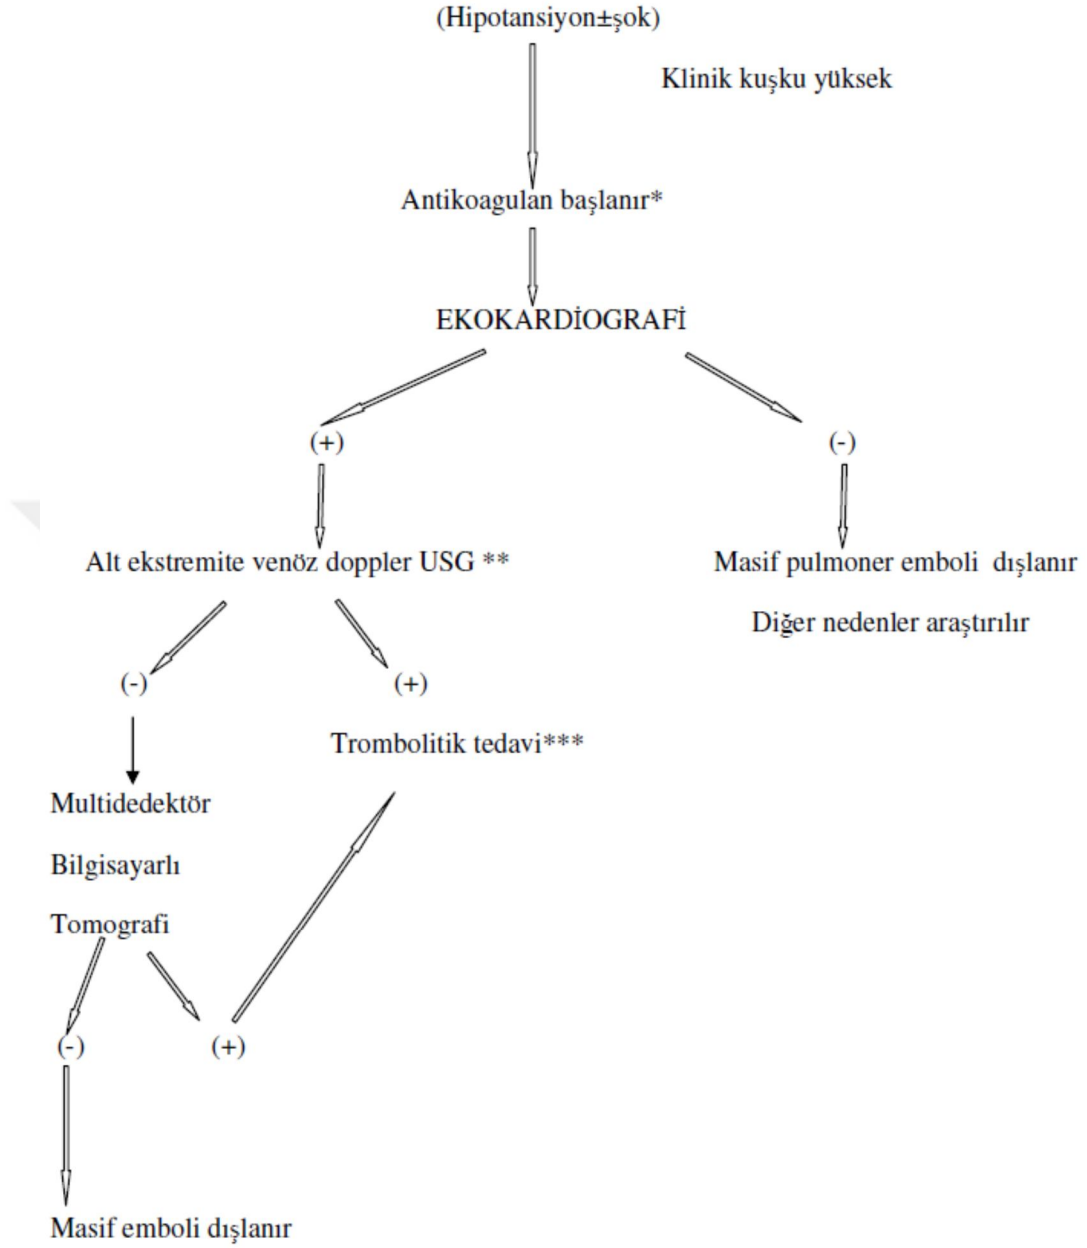 (Hipotansiyon±şok)
Klinik kuşku yüksek
Antikoagulan başlanır*
EKOKARDİOGRAFİ
(+)
(-)
Alt ekstremite venöz doppler USG **
Masif pulmoner emboli dışlanır
Diğer nedenler araştırılır
(-)
(+)
Trombolitik tedavi***
Multidedektör
Bilgisayarlı
Tomografi
(-)
(+)
Masif emboli dışlanır